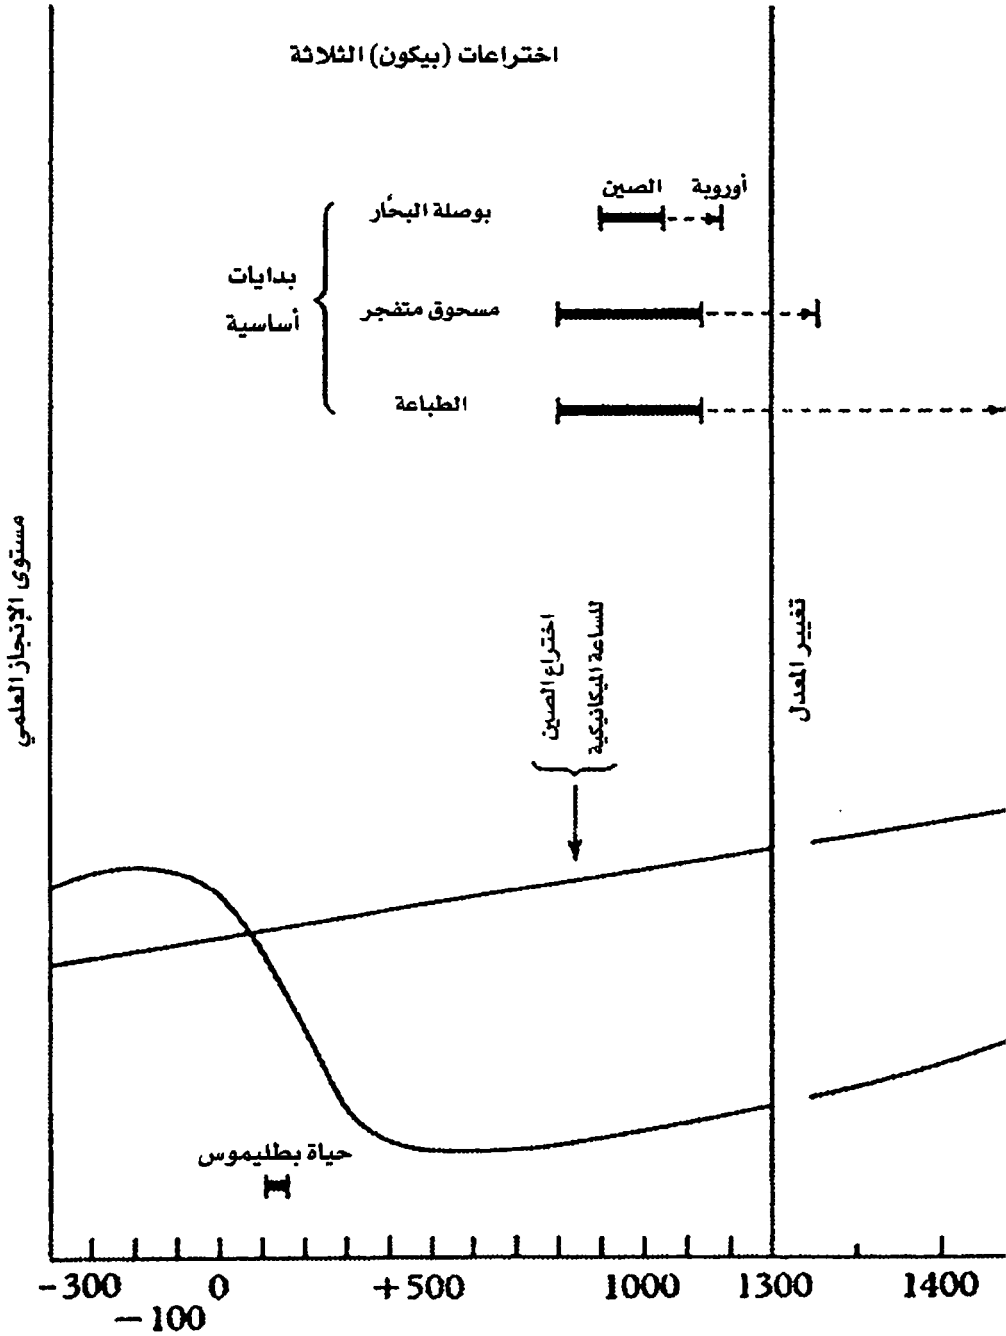 اختراعات (بيكون) الثلاثة
أوروبة
الصين
بوصلة البحَّار
بدايات
أساسية
مسحوق متفجر
الطباعة
مستوى الإنجاز العلمي
اختراع الصين
للساعة الميكانيكية
تغيير المعدل
حياة بطليموس
−300 0 +500 1000 1300 1400
−100